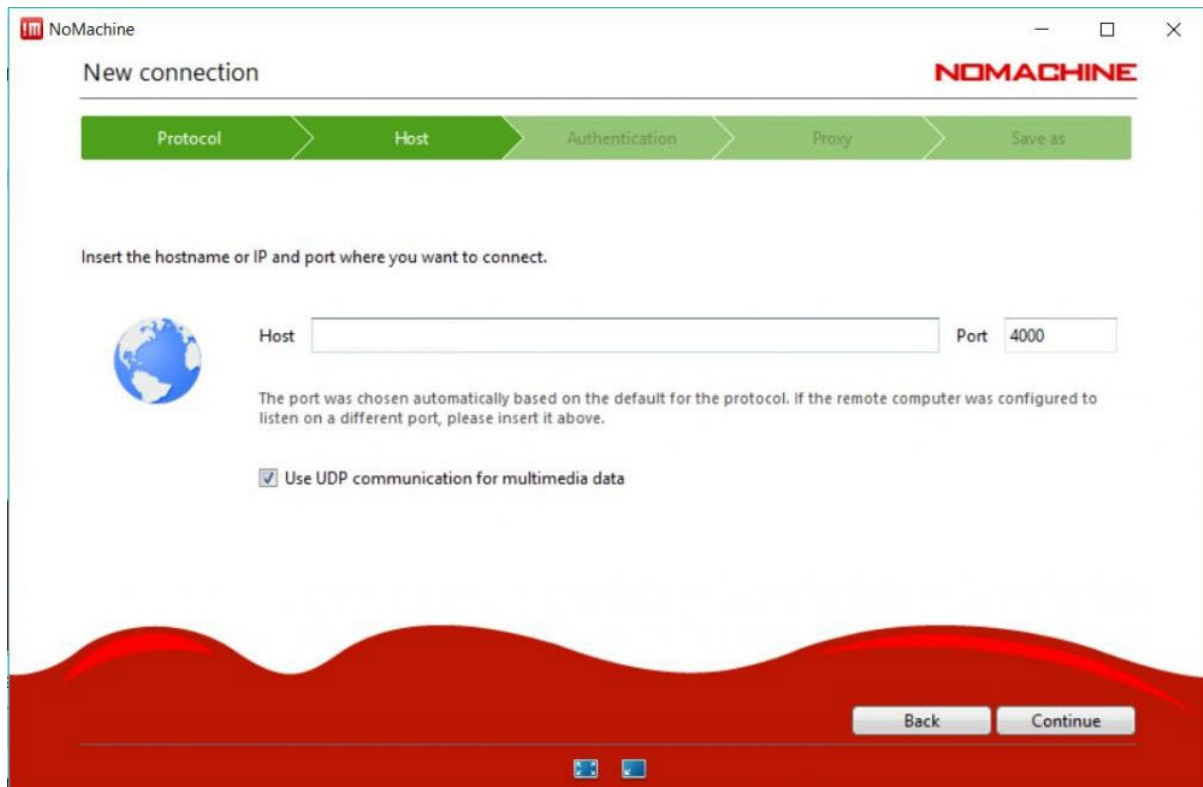 NoMachine
New connection
NOMACHINE
Protocol Host Authentication Proxy Save as
Insert the hostname or IP and port where you want to connect.
Host Port 4000
The port was chosen automatically based on the default for the protocol. If the remote computer was configured to
listen on a different port, please insert it above.
Use UDP communication for multimedia data
Back Continue